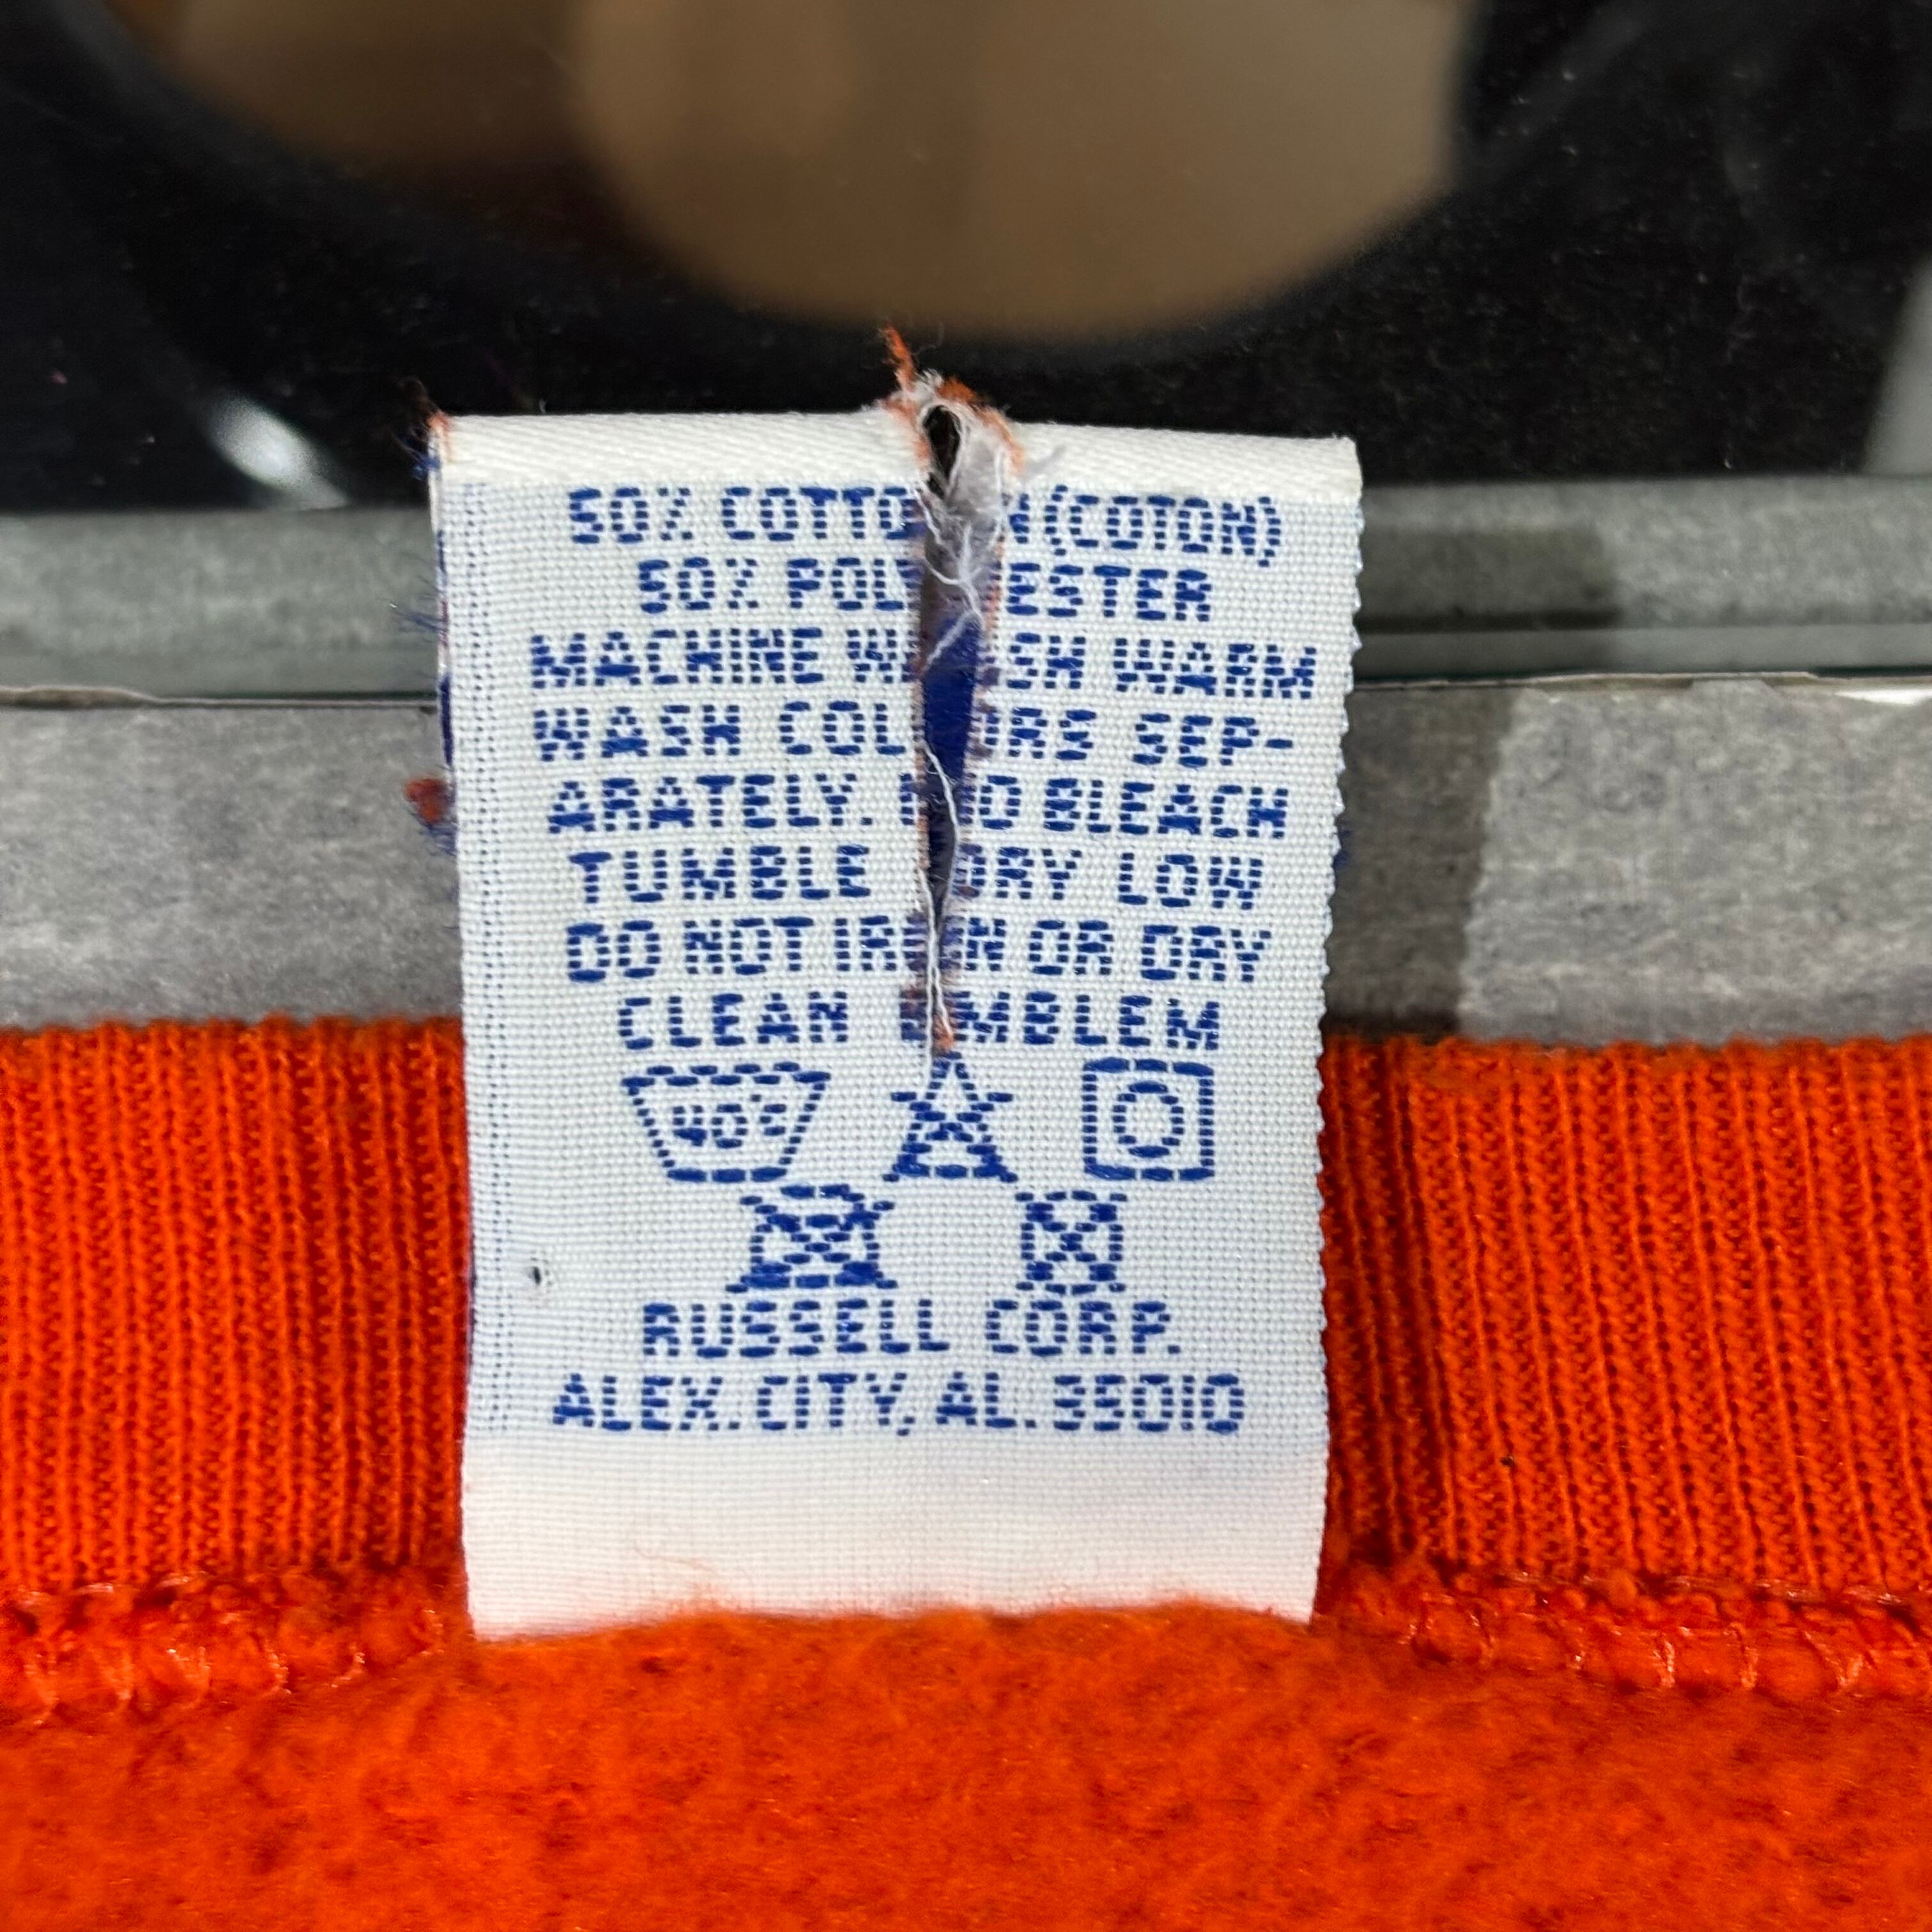 50% COTTON (COTON)
50% POLYESTER
MACHINE WASH WARM
WASH COLORS SEP-
ARATELY. NO BLEACH
TUMBLE DRY LOW
DO NOT IRON OR DRY
CLEAN EMBLEM
40°C
RUSSELL CORP.
ALEX. CITY, AL. 35010